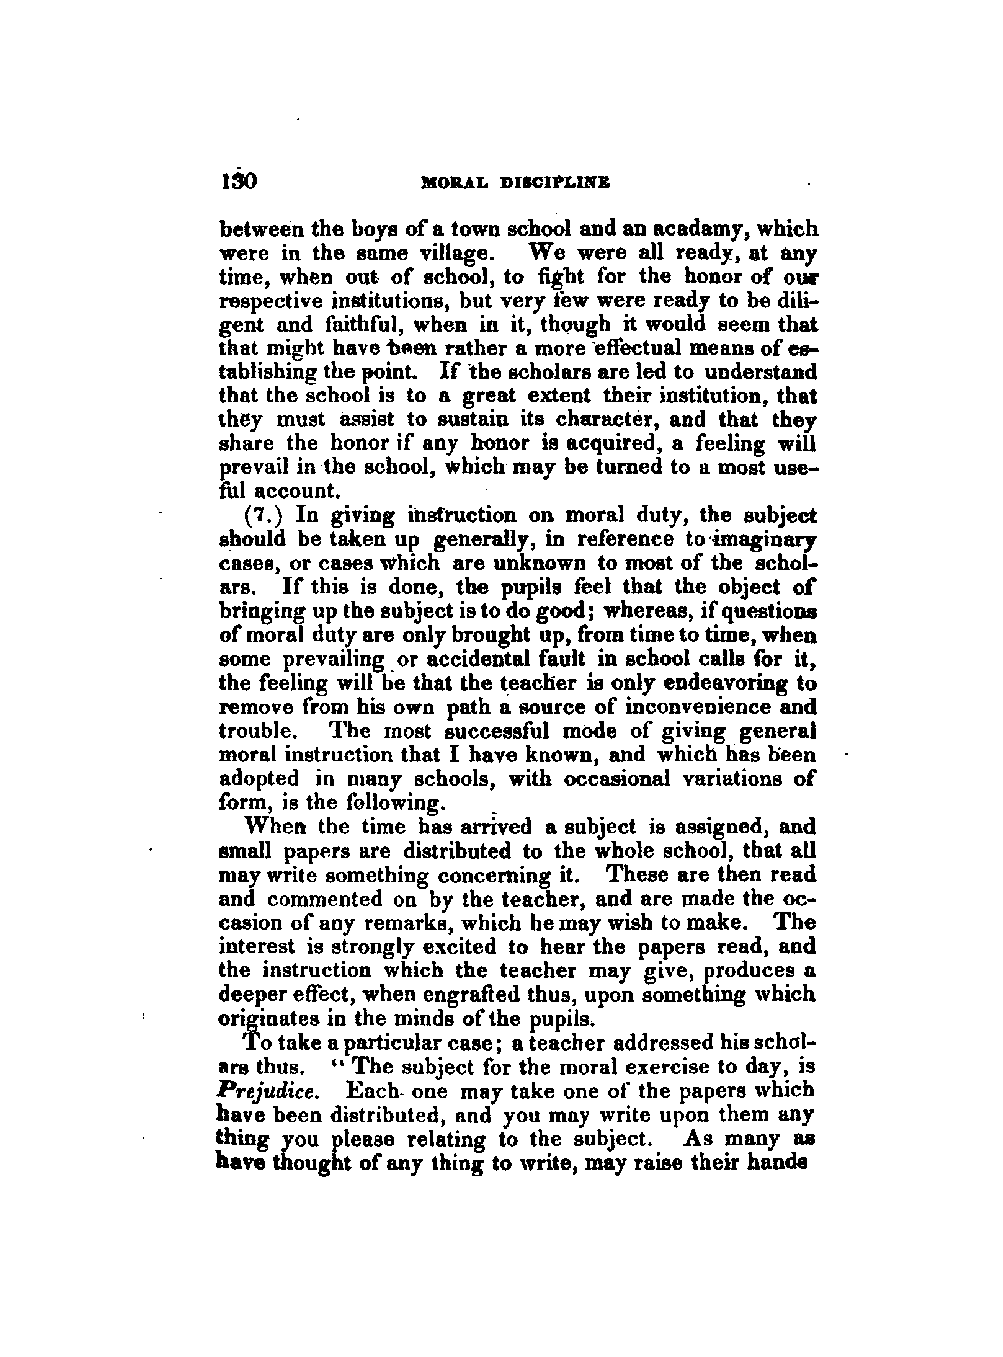 130 MORAL DISCIPLINE
between the boys of a town school and an acadamy, which
were in the same village. We were all ready, at any
time, when out of school, to fight for the honor of our
respective institutions, but very few were ready to be dili-
gent and faithful, when in it, though it would seem that
that might have been rather a more effectual means of es-
tablishing the point. If the scholars are led to understand
that the school is to a great extent their institution, that
they must assist to sustain its character, and that they
share the honor if any honor is acquired, a feeling will
prevail in the school, which may be turned to a most use-
ful account.
(7.) In giving instruction on moral duty, the subject
should be taken up generally, in reference to imaginary
cases, or cases which are unknown to most of the schol-
ars. If this is done, the pupils feel that the object of
bringing up the subject is to do good; whereas, if questions
of moral duty are only brought up, from time to time, when
some prevailing or accidental fault in school calls for it,
the feeling will be that the teacher is only endeavoring to
remove from his own path a source of inconvenience and
trouble. The most successful mode of giving general
moral instruction that I have known, and which has been
adopted in many schools, with occasional variations of
form, is the following.
When the time has arrived a subject is assigned, and
small papers are distributed to the whole school, that all
may write something concerning it. These are then read
and commented on by the teacher, and are made the oc-
casion of any remarks, which he may wish to make. The
interest is strongly excited to hear the papers read, and
the instruction which the teacher may give, produces a
deeper effect, when engrafted thus, upon something which
originates in the minds of the pupils.
To take a particular case; a teacher addressed his schol-
ars thus. "The subject for the moral exercise to day, is
Prejudice. Each one may take one of the papers which
have been distributed, and you may write upon them any
thing you please relating to the subject. As many as
have thought of any thing to write, may raise their hands